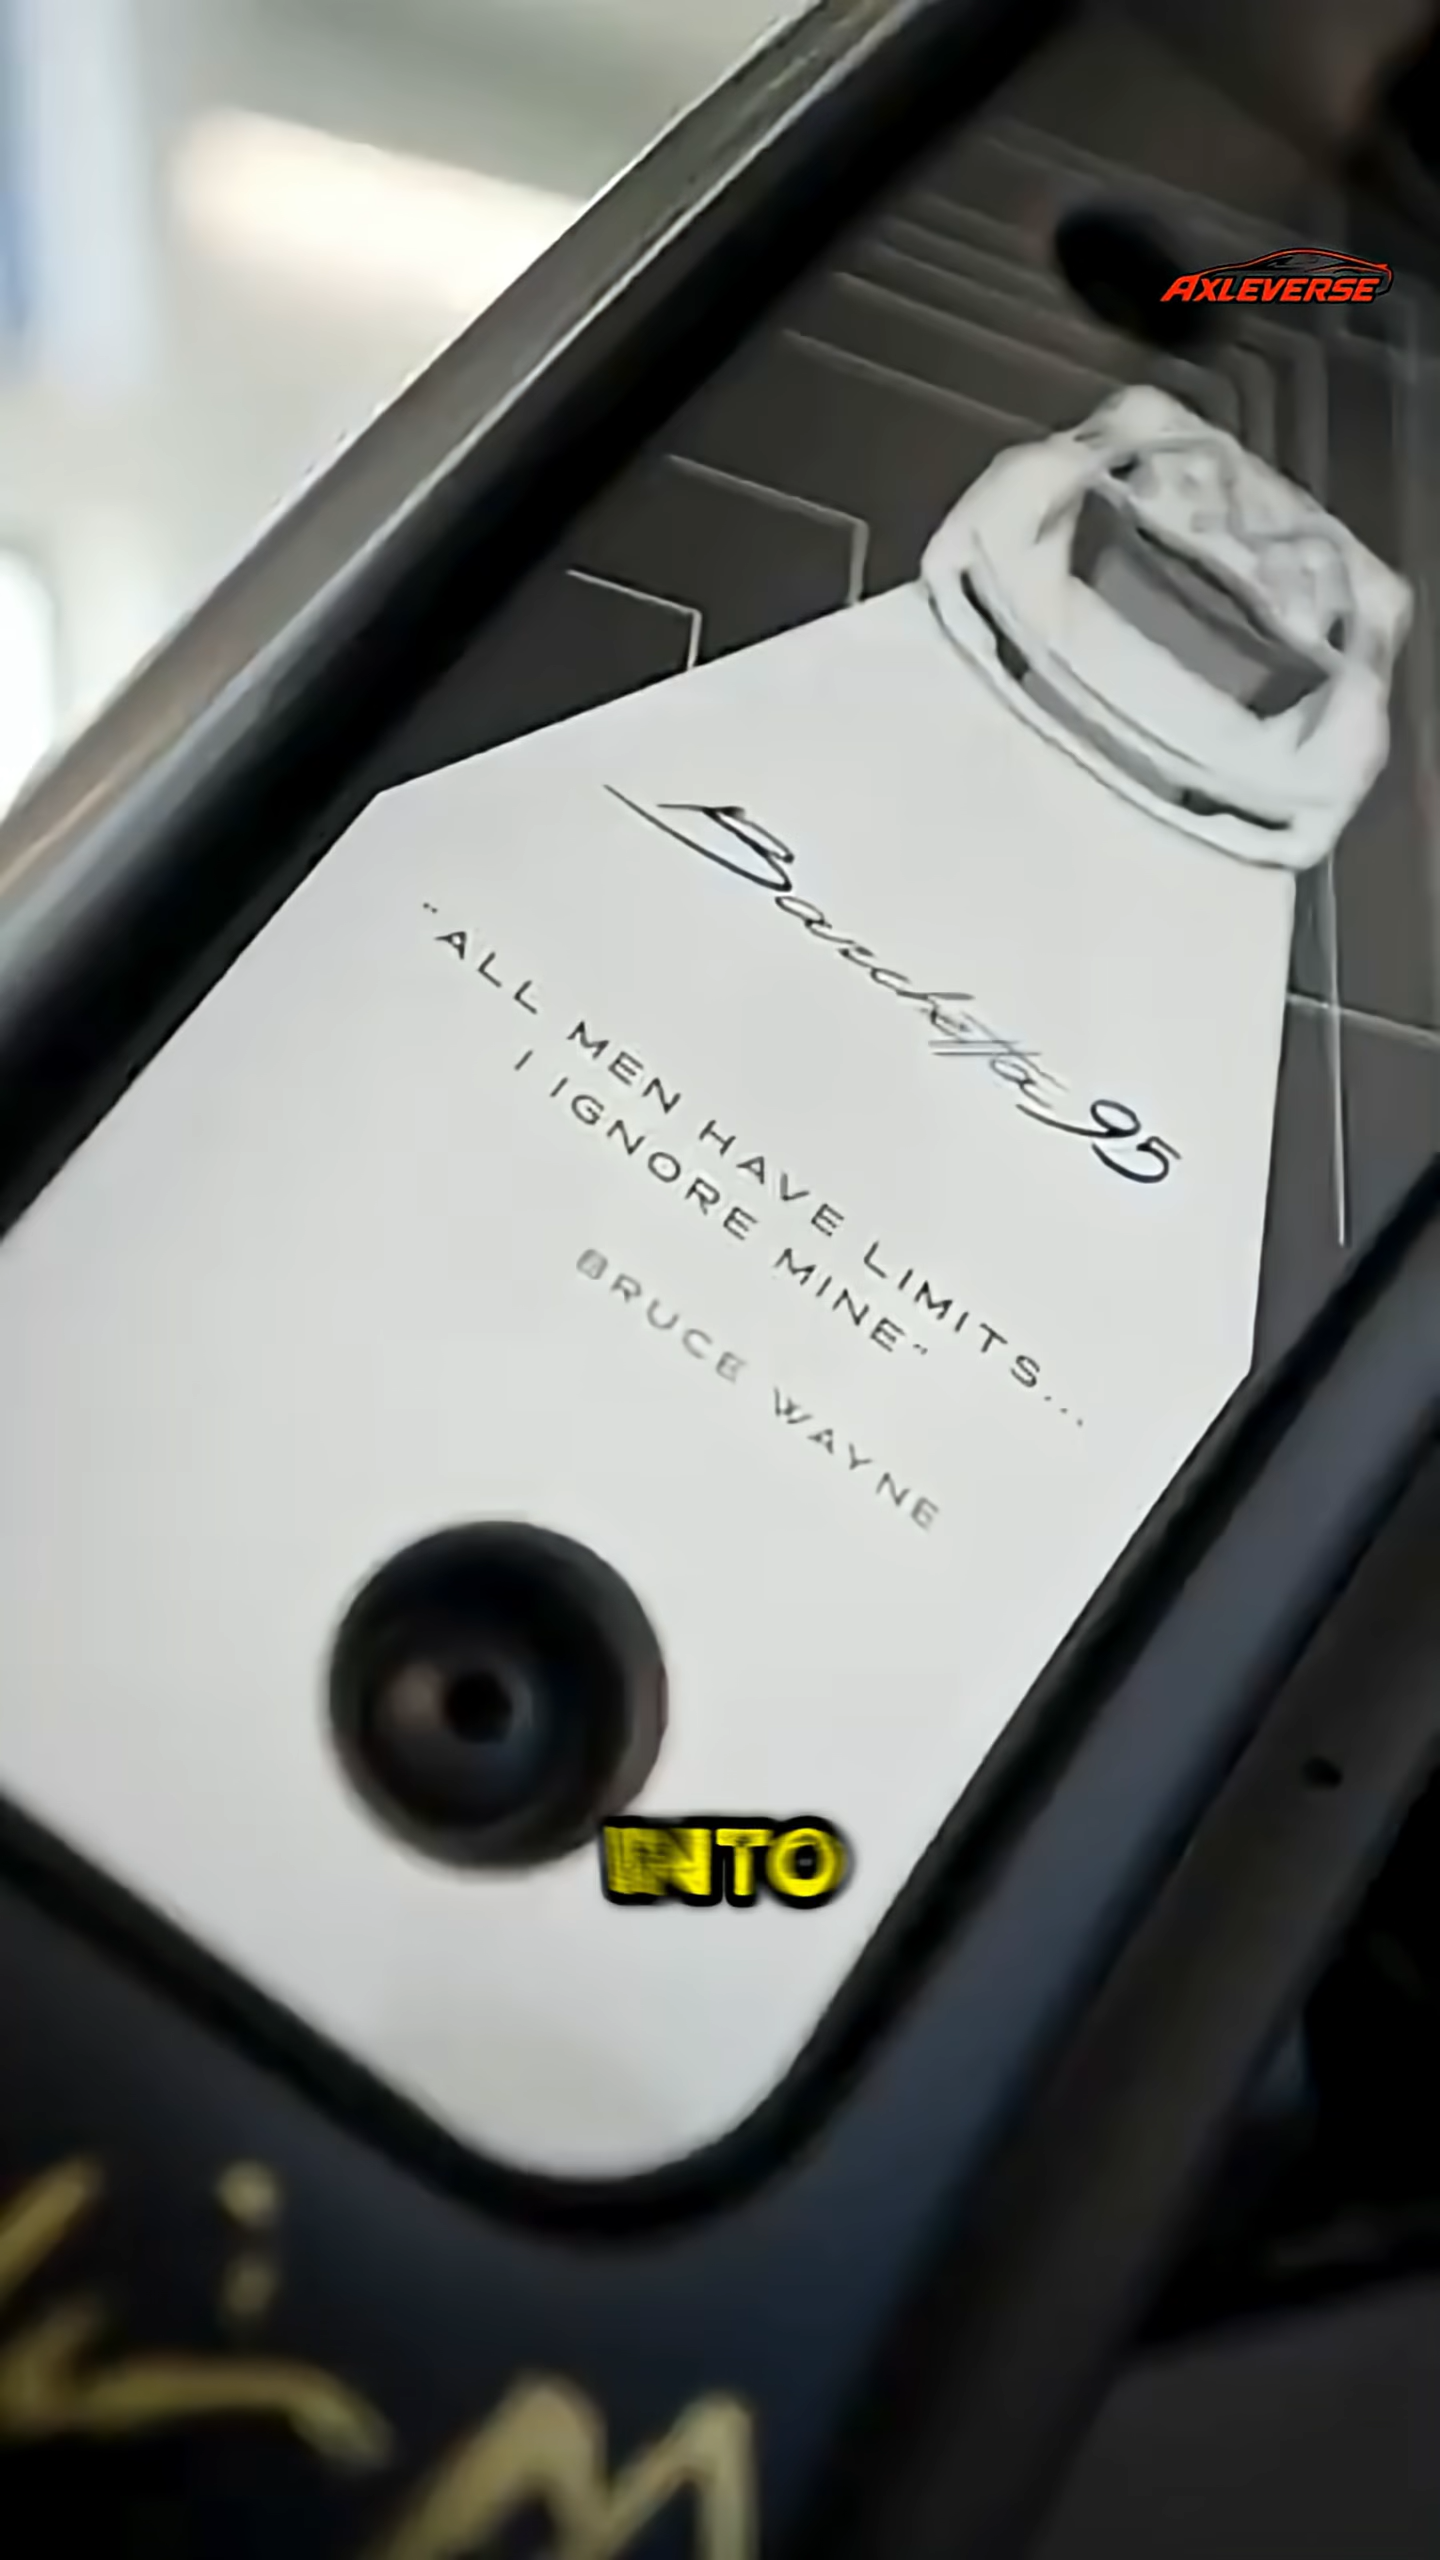 AXLEVERSE
Barchetta 95
"ALL MEN HAVE LIMITS...
I IGNORE MINE"
BRUCE WAYNE
INTO